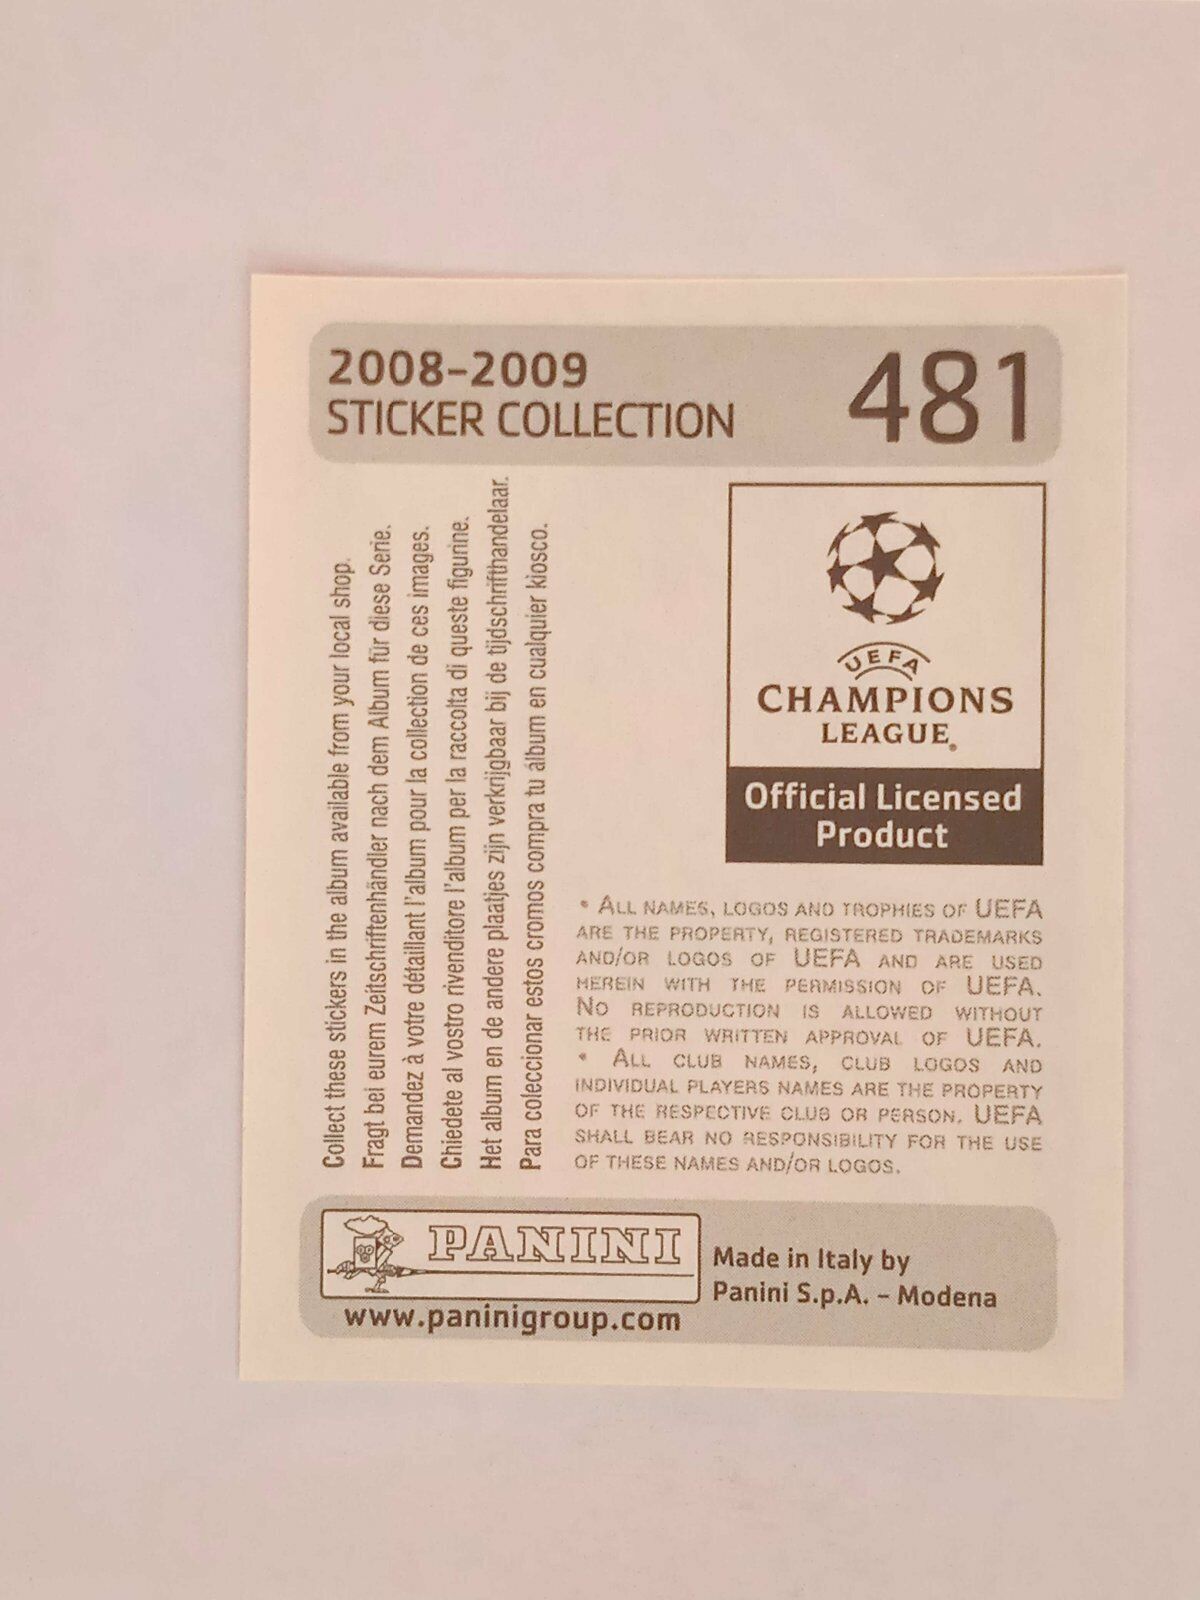 2008-2009
STICKER COLLECTION
481
Collect these stickers in the album available from your local shop.
Fragt bei eurem Zeitschriftenhändler nach dem Album für diese Serie.
Demandez à votre détaillant l'album pour la collection de ces images.
Chiedete al vostro rivenditore l'album per la raccolta di queste figurine.
Het album en de andere plaatjes zijn verkrijgbaar bij de tijdschrifthandelaar.
Para coleccionar estos cromos compra tu álbum en cualquier kiosco.
UEFA
CHAMPIONS
LEAGUE®
Official Licensed
Product
• ALL NAMES, LOGOS AND TROPHIES OF UEFA
ARE THE PROPERTY, REGISTERED TRADEMARKS
AND/OR LOGOS OF UEFA AND ARE USED
HEREIN WITH THE PERMISSION OF UEFA.
NO REPRODUCTION IS ALLOWED WITHOUT
THE PRIOR WRITTEN APPROVAL OF UEFA.
• ALL CLUB NAMES, CLUB LOGOS AND
INDIVIDUAL PLAYERS NAMES ARE THE PROPERTY
OF THE RESPECTIVE CLUB OR PERSON. UEFA
SHALL BEAR NO RESPONSIBILITY FOR THE USE
OF THESE NAMES AND/OR LOGOS.
PANINI
www.paninigroup.com
Made in Italy by
Panini S.p.A. - Modena